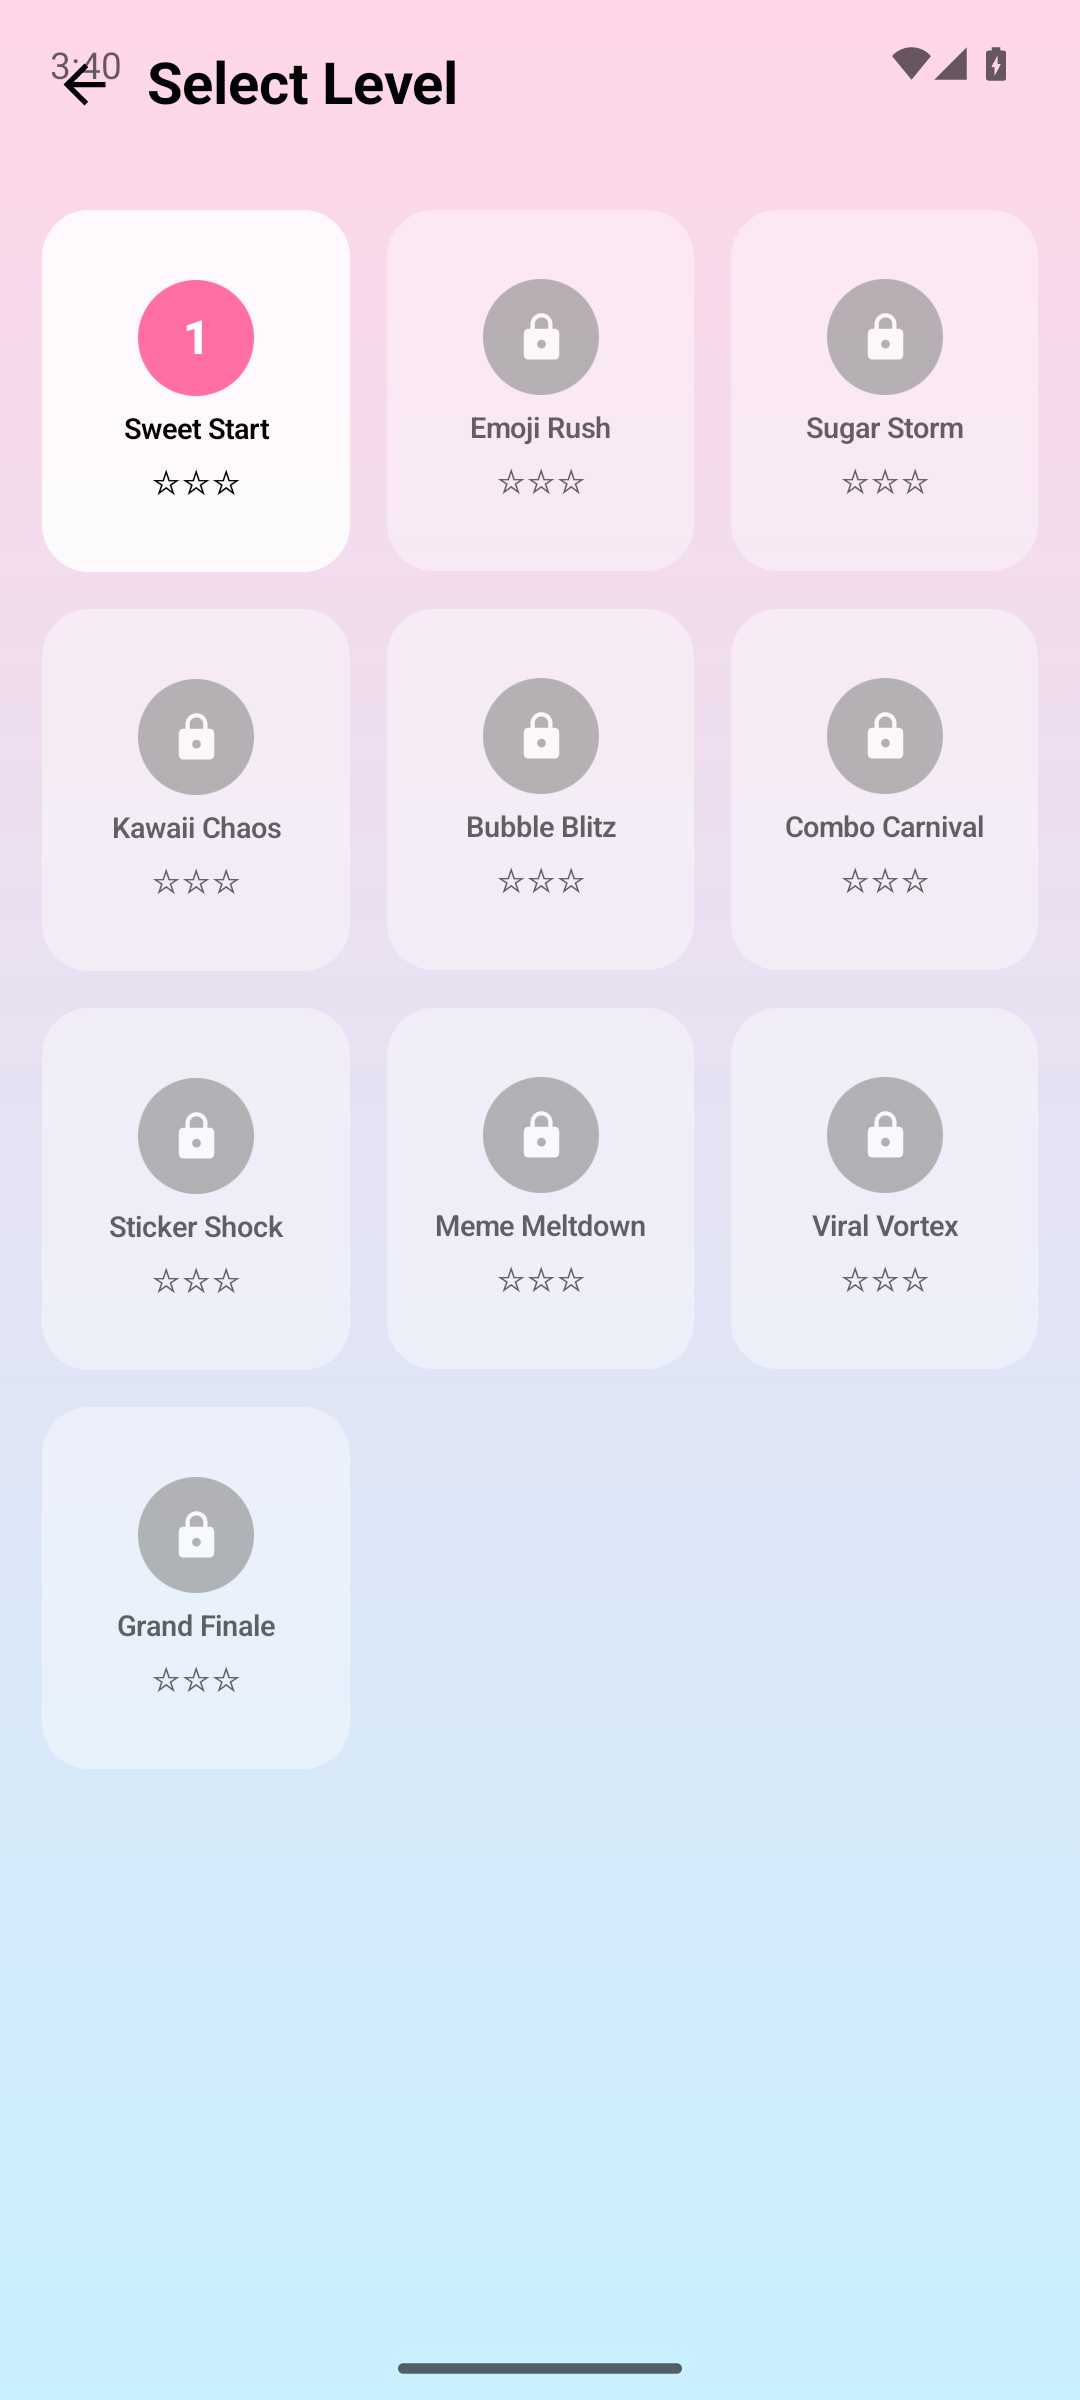 3:40
Select Level
1
Sweet Start
☆☆☆
Emoji Rush
☆☆☆
Sugar Storm
☆☆☆
Kawaii Chaos
☆☆☆
Bubble Blitz
☆☆☆
Combo Carnival
☆☆☆
Sticker Shock
☆☆☆
Meme Meltdown
☆☆☆
Viral Vortex
☆☆☆
Grand Finale
☆☆☆